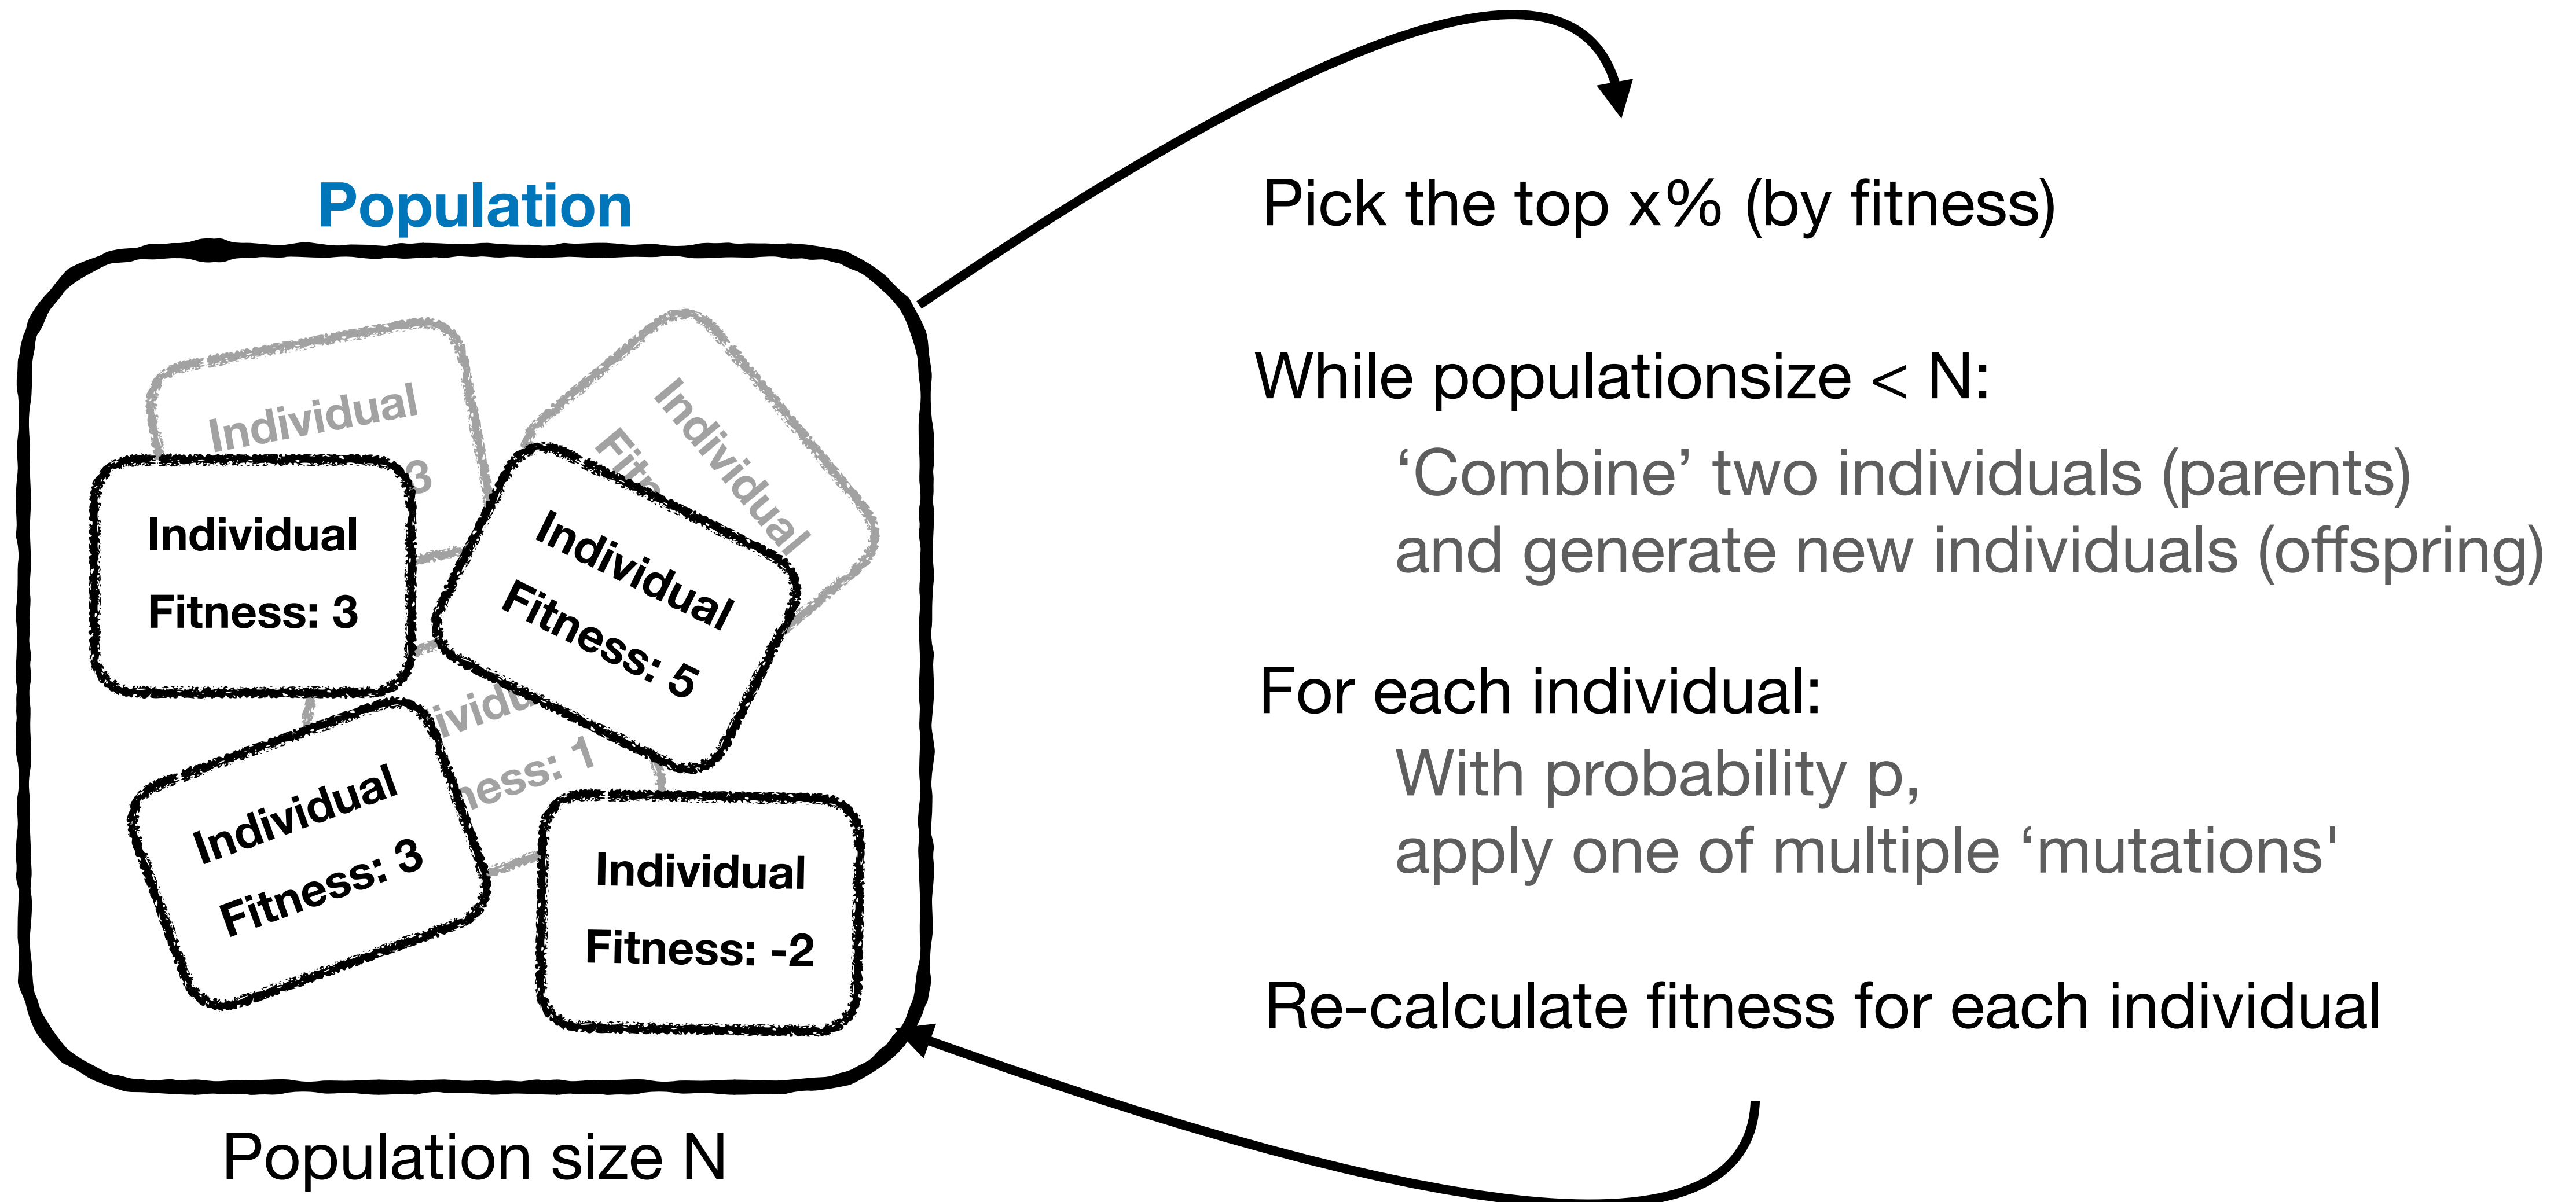 Population
Individual
3
Individual
Individual
Fitness: 3
Individual
Fitness: 5
1
Individual
Fitness: 3
Individual
Fitness: -2
Population size N
Pick the top x% (by fitness)
While populationsize < N:
‘Combine’ two individuals (parents)
and generate new individuals (offspring)
For each individual:
With probability p,
apply one of multiple ‘mutations'
Re-calculate fitness for each individual